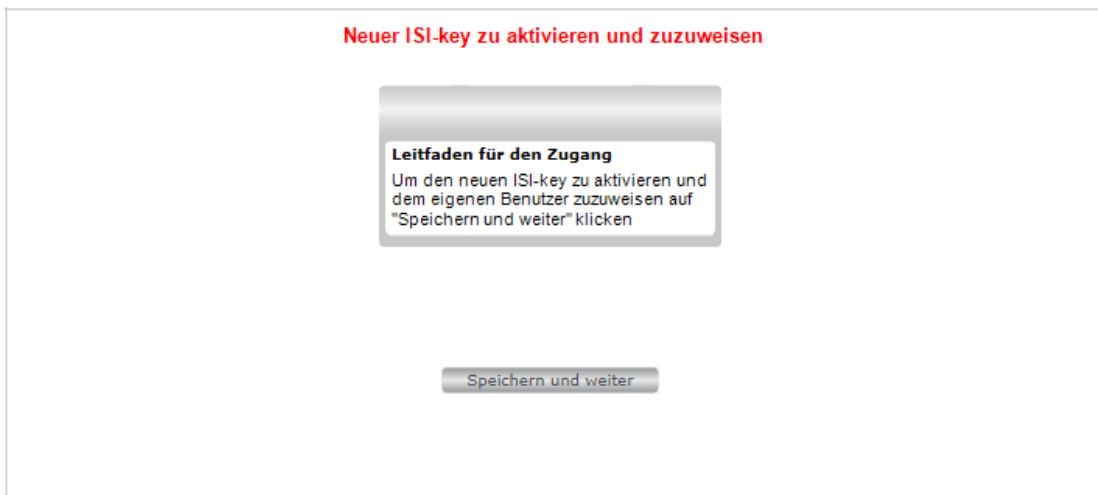 Neuer ISI-key zu aktivieren und zuzuweisen
Leitfaden für den Zugang
Um den neuen ISI-key zu aktivieren und
dem eigenen Benutzer zuzuweisen auf
"Speichern und weiter" klicken
Speichern und weiter